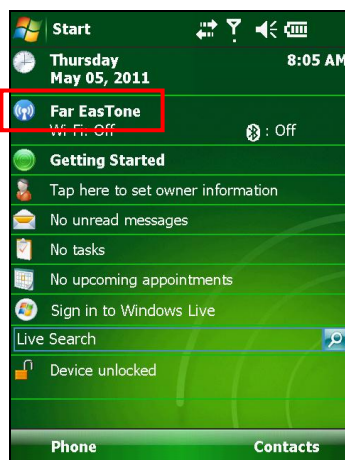 Start
Thursday 8:05 AM
May 05, 2011
Far EasTone
Wi-Fi: Off : Off
Getting Started
Tap here to set owner information
No unread messages
No tasks
No upcoming appointments
Sign in to Windows Live
Live Search
Device unlocked
Phone Contacts